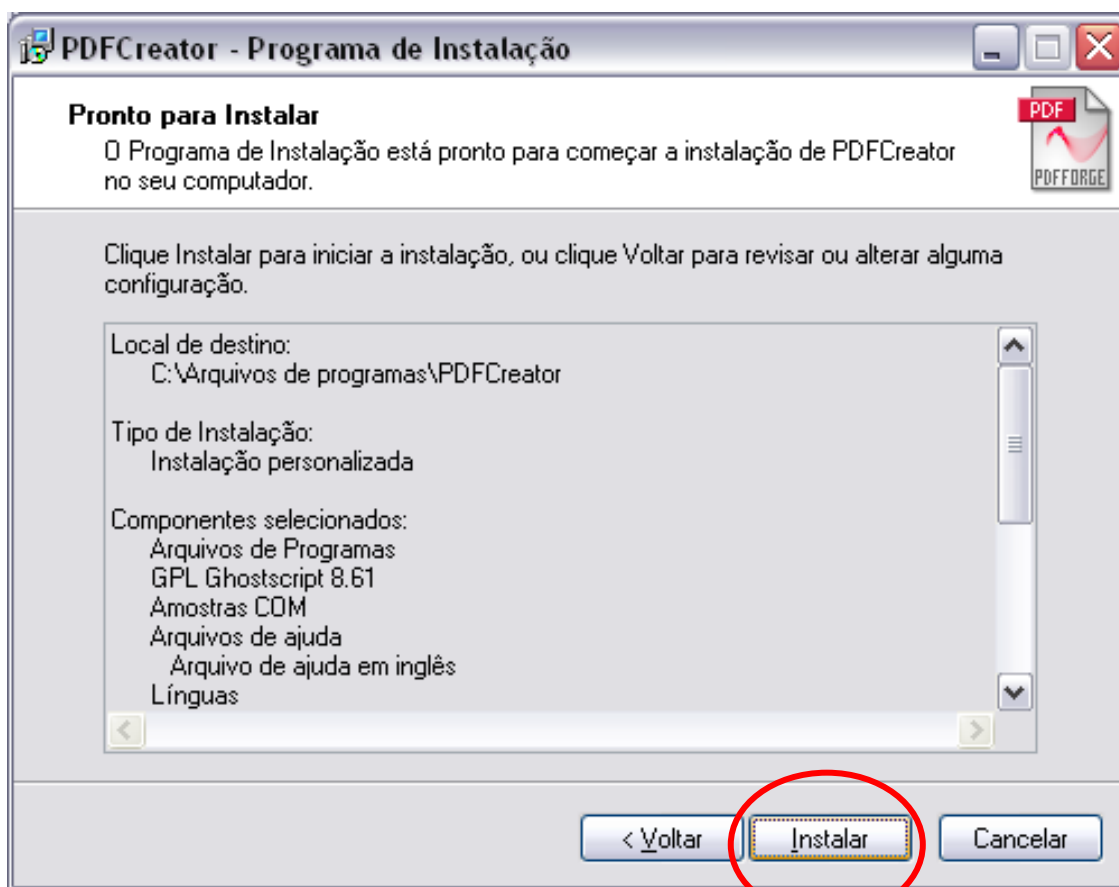 PDFCreator - Programa de Instalação
Pronto para Instalar
O Programa de Instalação está pronto para começar a instalação de PDFCreator
no seu computador.
PDF
PDFFORGE
Clique Instalar para iniciar a instalação, ou clique Voltar para revisar ou alterar alguma
configuração.
Local de destino:
C:\Arquivos de programas\PDFCreator
Tipo de Instalação:
Instalação personalizada
Componentes selecionados:
Arquivos de Programas
GPL Ghostscript 8.61
Amostras COM
Arquivos de ajuda
Arquivo de ajuda em inglês
Línguas
< Voltar
Instalar
Cancelar